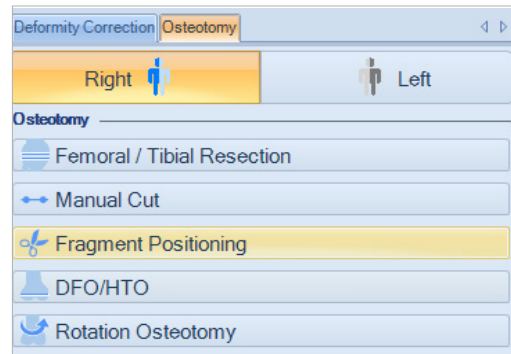 Deformity Correction Osteotomy
Right Left
Osteotomy
Femoral / Tibial Resection
Manual Cut
Fragment Positioning
DFO/HTO
Rotation Osteotomy